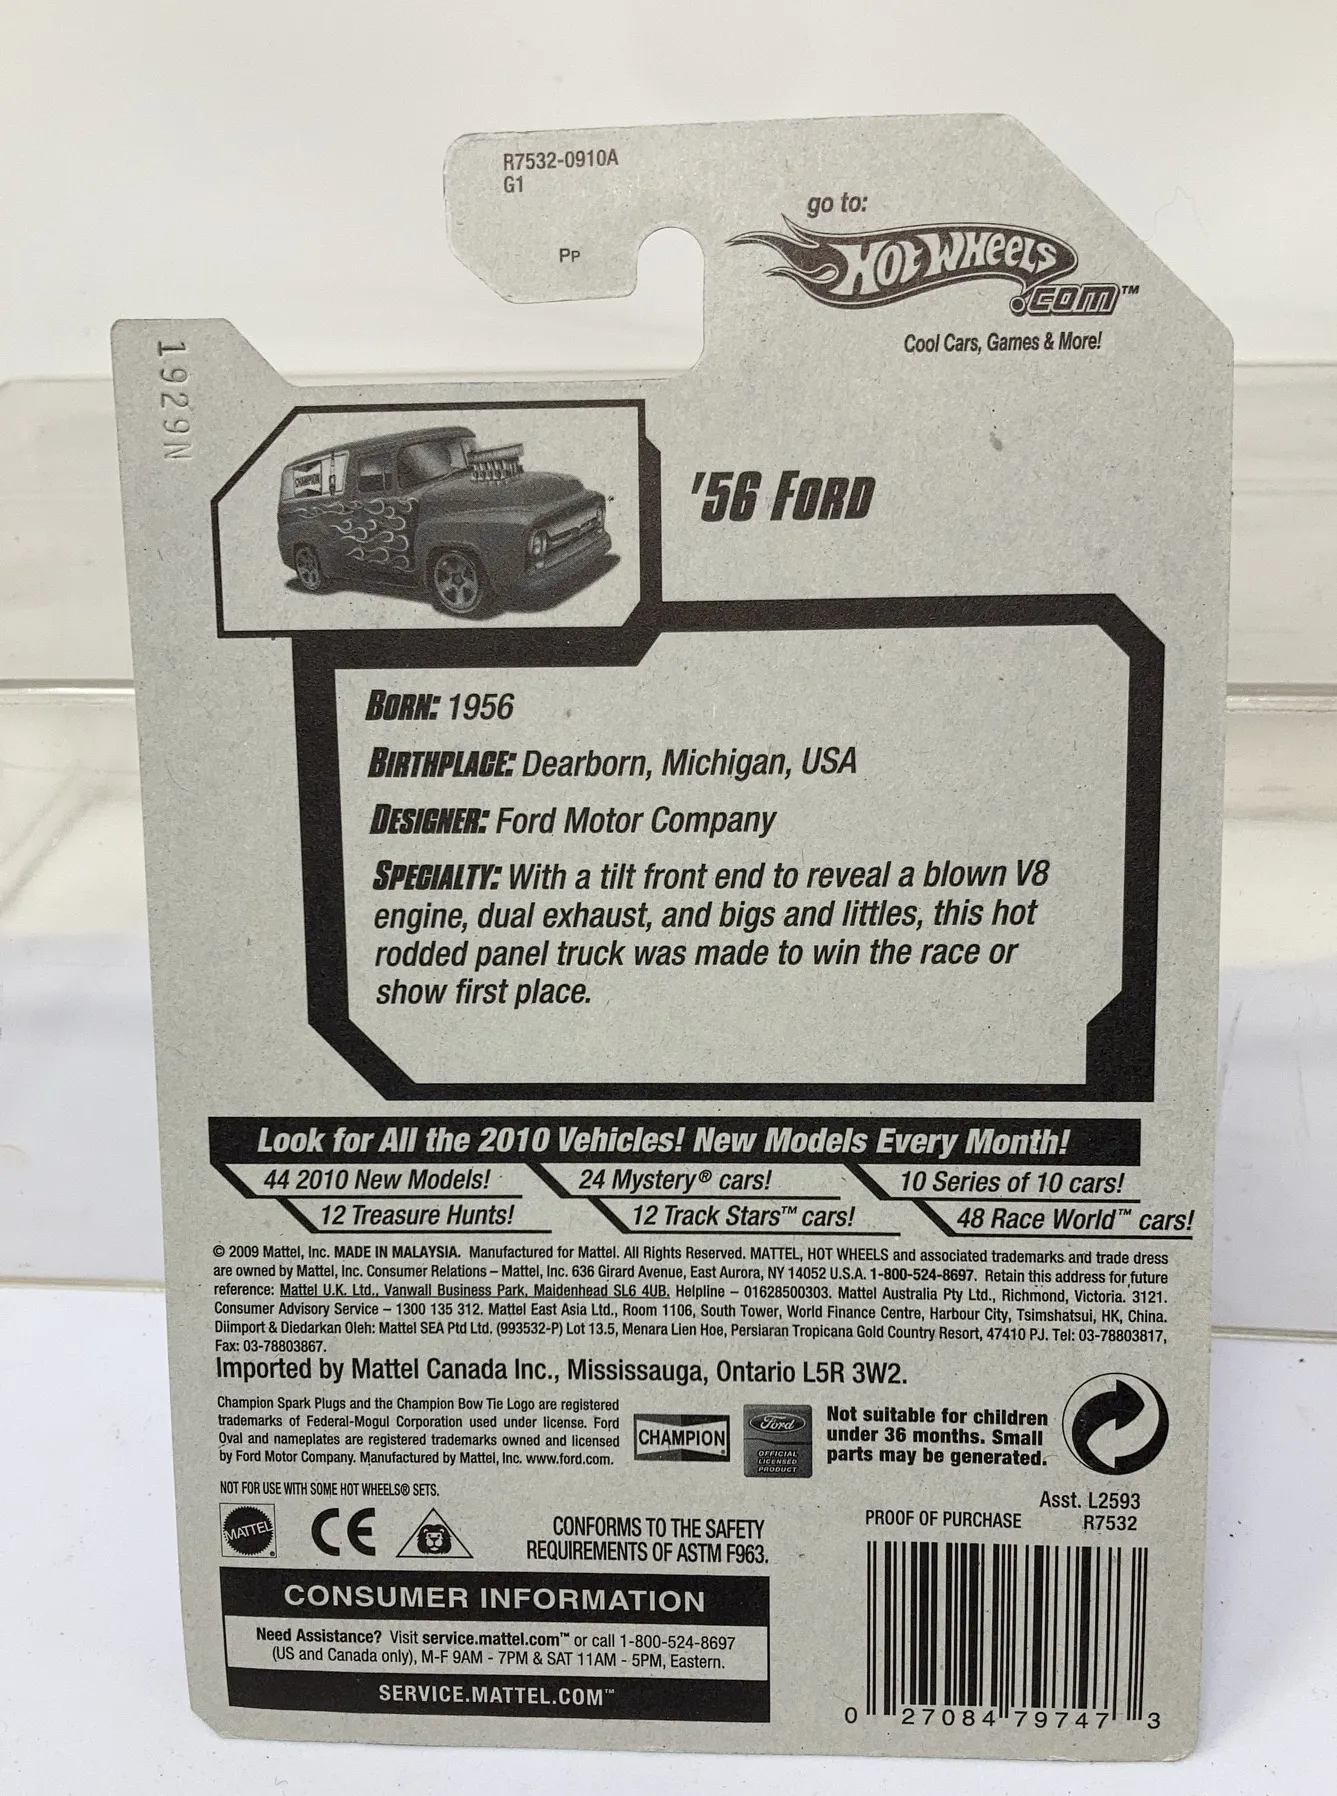 R7532-0910A
G1
PP
go to:
HOT WHEELS
.COM™
Cool Cars, Games & More!
1929N
CHAMPION
'56 FORD
BORN: 1956
BIRTHPLACE: Dearborn, Michigan, USA
DESIGNER: Ford Motor Company
SPECIALTY: With a tilt front end to reveal a blown V8
engine, dual exhaust, and bigs and littles, this hot
rodded panel truck was made to win the race or
show first place.
Look for All the 2010 Vehicles! New Models Every Month!
44 2010 New Models!
24 Mystery® cars!
10 Series of 10 cars!
12 Treasure Hunts!
12 Track Stars™ cars!
48 Race World™ cars!
© 2009 Mattel, Inc. MADE IN MALAYSIA. Manufactured for Mattel. All Rights Reserved. MATTEL, HOT WHEELS and associated trademarks and trade dress
are owned by Mattel, Inc. Consumer Relations – Mattel, Inc. 636 Girard Avenue, East Aurora, NY 14052 U.S.A. 1-800-524-8697. Retain this address for future
reference: Mattel U.K. Ltd., Vanwall Business Park, Maidenhead SL6 4UB. Helpline – 01628500303. Mattel Australia Pty Ltd., Richmond, Victoria. 3121.
Consumer Advisory Service – 1300 135 312. Mattel East Asia Ltd., Room 1106, South Tower, World Finance Centre, Harbour City, Tsimshatsui, HK, China.
Diimport & Diedarkan Oleh: Mattel SEA Ptd Ltd. (993532-P) Lot 13.5, Menara Lien Hoe, Persiaran Tropicana Gold Country Resort, 47410 PJ. Tel: 03-78803817,
Fax: 03-78803867.
Imported by Mattel Canada Inc., Mississauga, Ontario L5R 3W2.
Champion Spark Plugs and the Champion Bow Tie Logo are registered
trademarks of Federal-Mogul Corporation used under license. Ford
Oval and nameplates are registered trademarks owned and licensed
by Ford Motor Company. Manufactured by Mattel, Inc. www.ford.com.
CHAMPION
Ford
OFFICIAL
LICENSED
PRODUCT
Not suitable for children
under 36 months. Small
parts may be generated.
NOT FOR USE WITH SOME HOT WHEELS® SETS.
MATTEL®
CE
CONFORMS TO THE SAFETY
REQUIREMENTS OF ASTM F963.
Asst. L2593
PROOF OF PURCHASE R7532
CONSUMER INFORMATION
Need Assistance? Visit service.mattel.com™ or call 1-800-524-8697
(US and Canada only), M-F 9AM - 7PM & SAT 11AM - 5PM, Eastern.
SERVICE.MATTEL.COM™
0 27084 79747 3